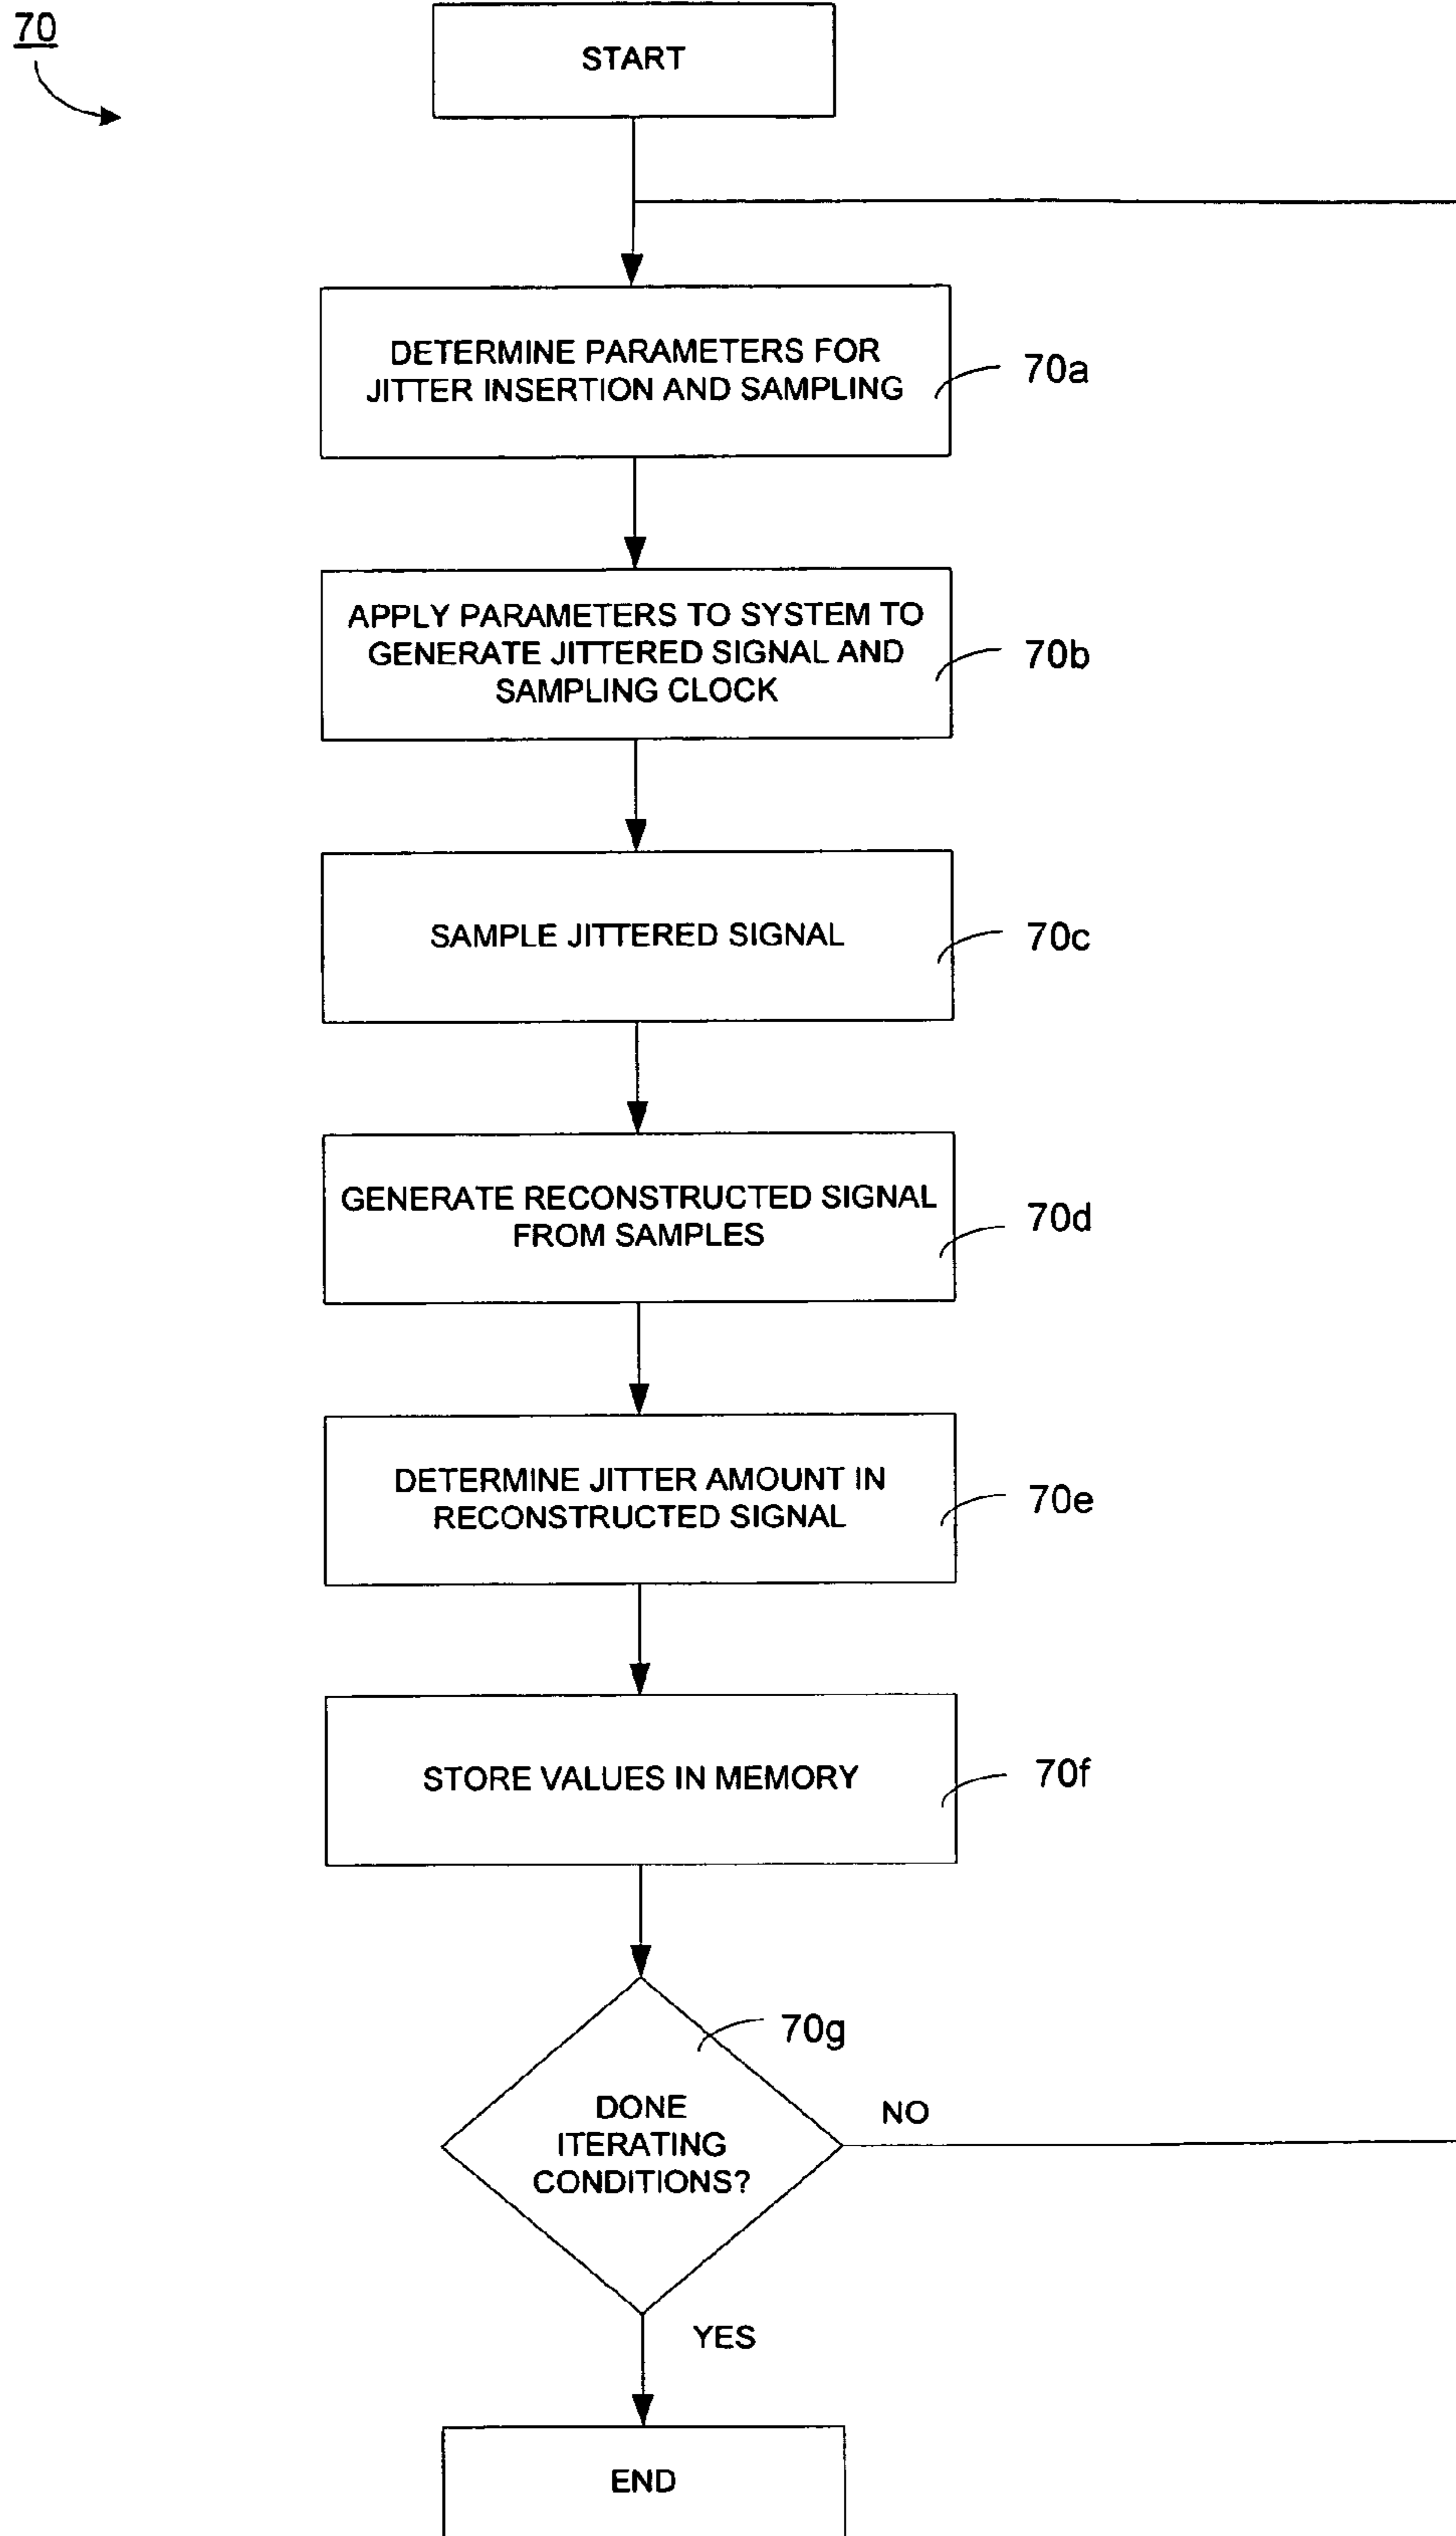 70
START
DETERMINE PARAMETERS FOR
JITTER INSERTION AND SAMPLING
70a
APPLY PARAMETERS TO SYSTEM TO
GENERATE JITTERED SIGNAL AND
SAMPLING CLOCK
70b
SAMPLE JITTERED SIGNAL
70c
GENERATE RECONSTRUCTED SIGNAL
FROM SAMPLES
70d
DETERMINE JITTER AMOUNT IN
RECONSTRUCTED SIGNAL
70e
STORE VALUES IN MEMORY
70f
70g
DONE
ITERATING
CONDITIONS?
NO
YES
END